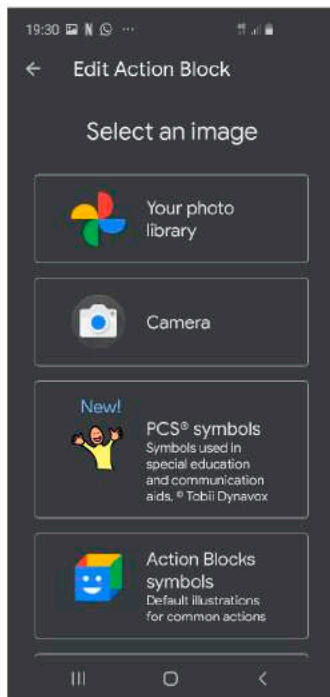 19:30
Edit Action Block
Select an image
Your photo
library
Camera
New!
PCS® symbols
Symbols used in
special education
and communication
aids. © Tobii Dynavox
Action Blocks
symbols
Default illustrations
for common actions